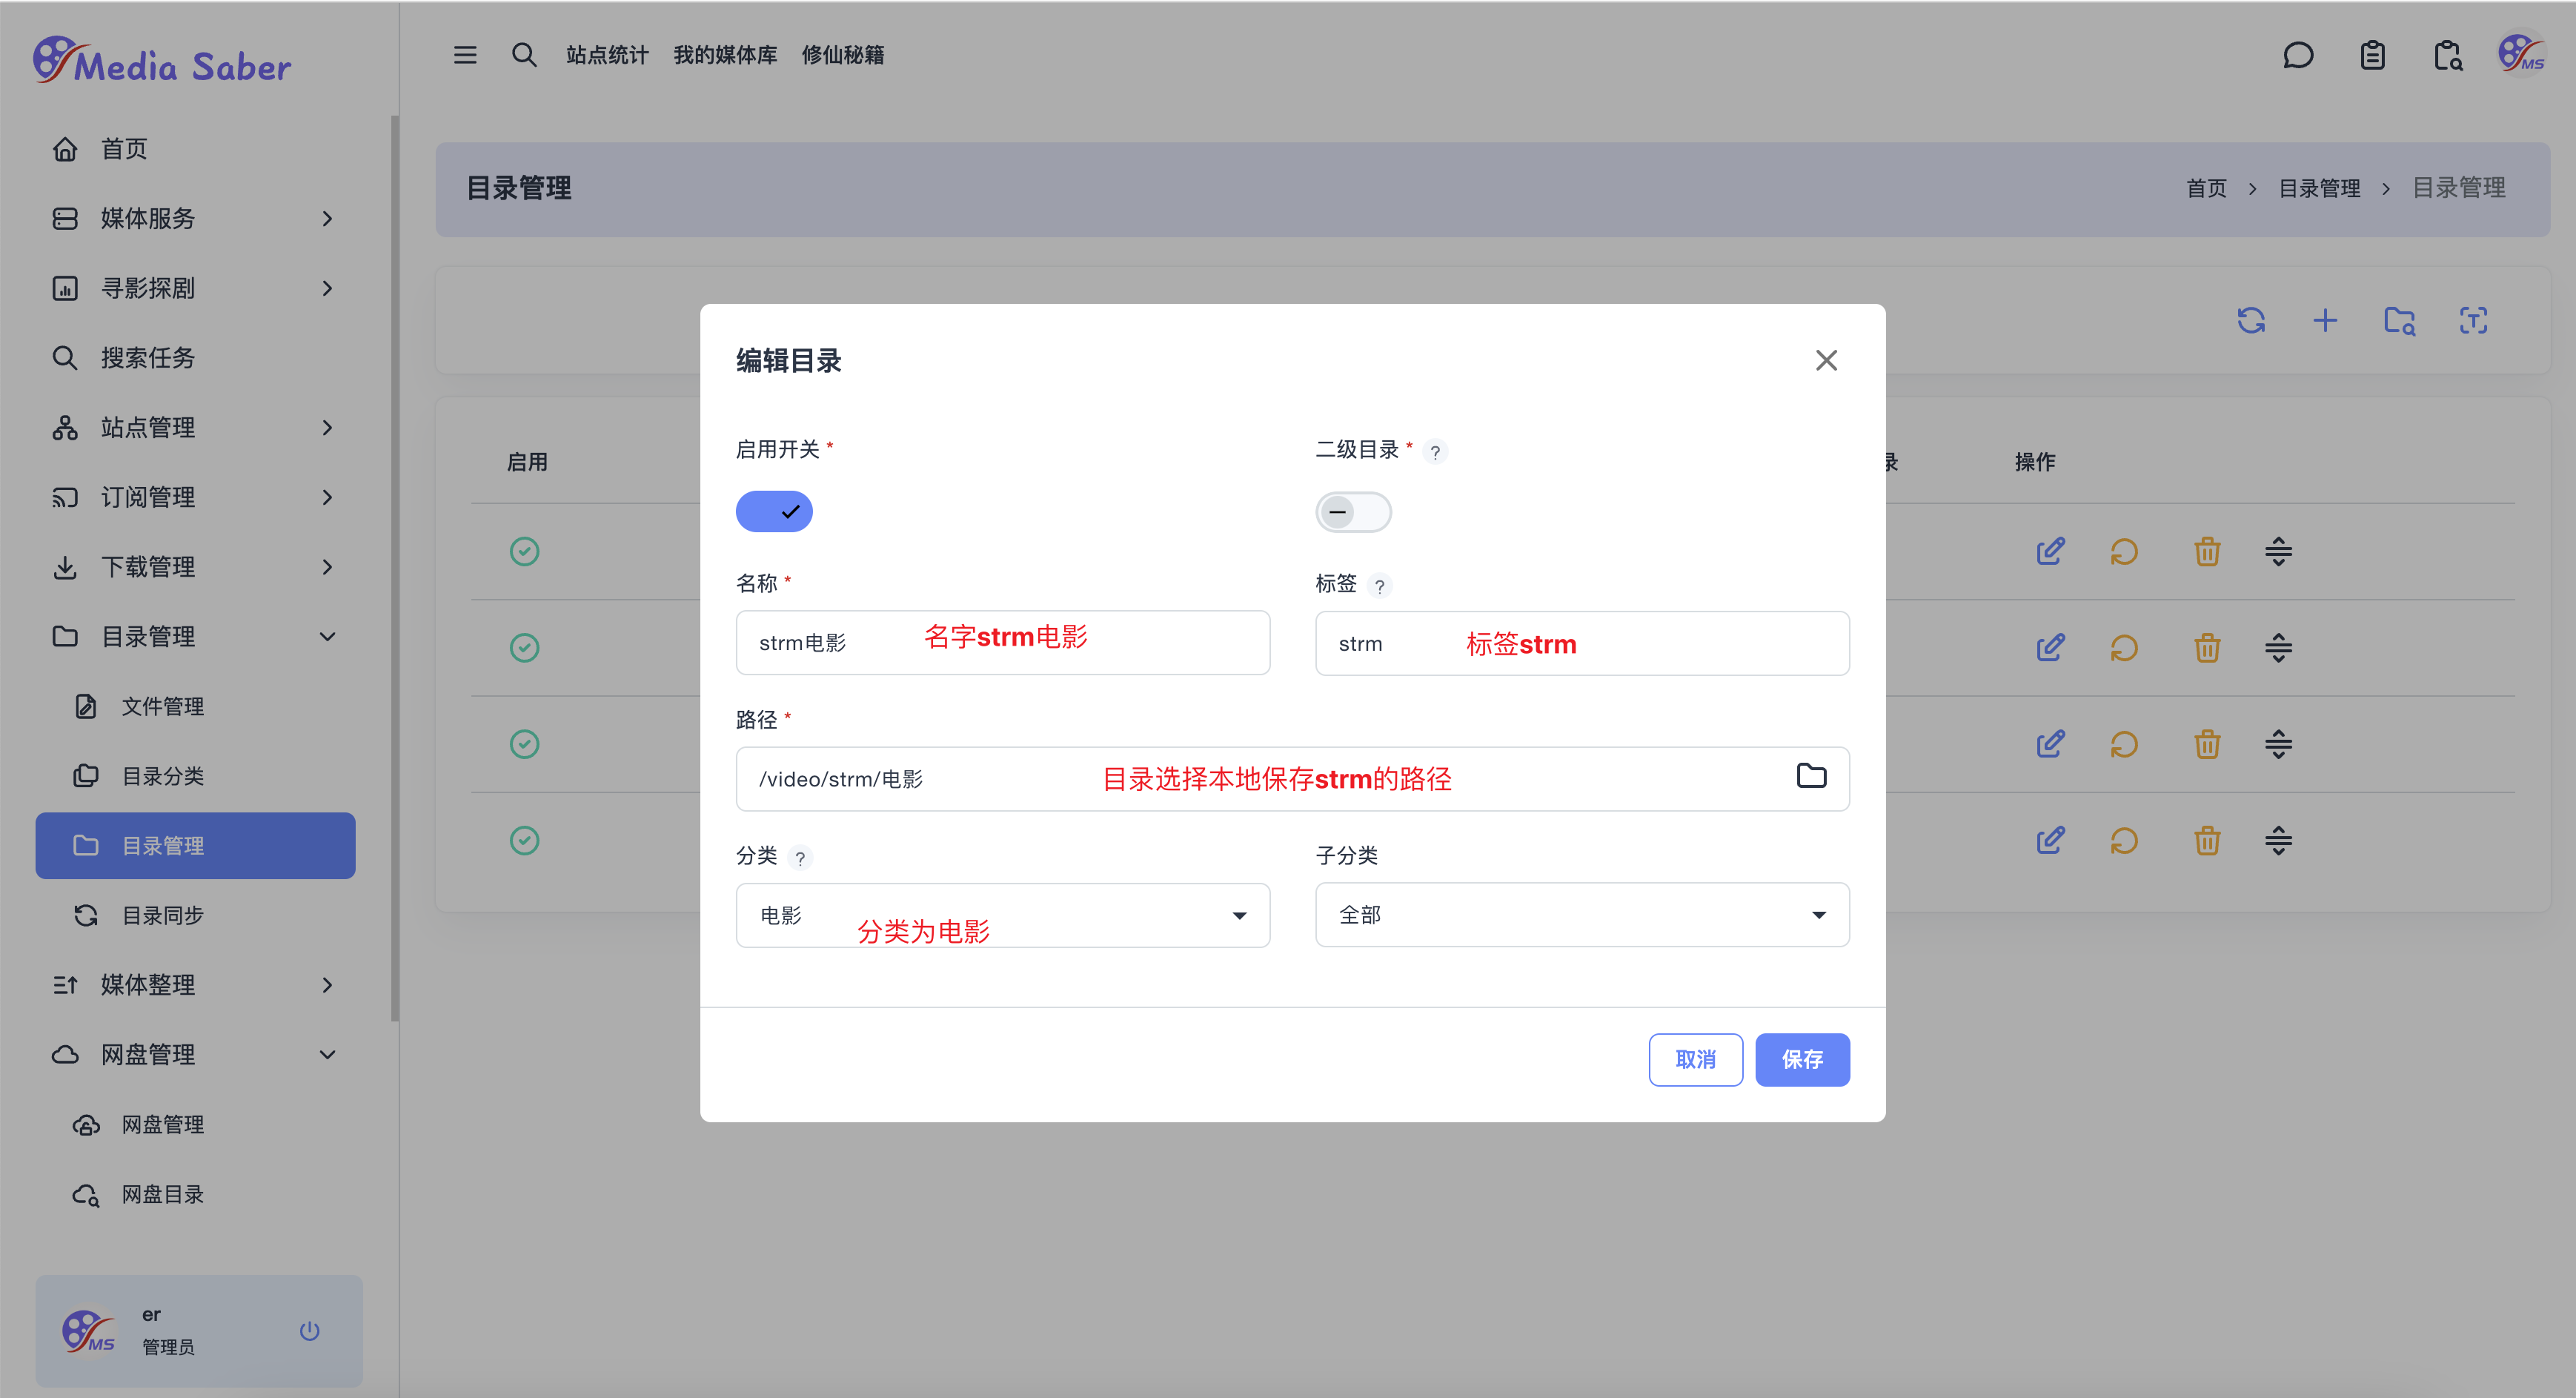 Media Saber
站点统计 我的媒体库 修仙秘籍
MS
首页
媒体服务
寻影探剧
搜索任务
站点管理
订阅管理
下载管理
目录管理
文件管理
目录分类
目录管理
目录同步
媒体整理
网盘管理
网盘管理
网盘目录
er
管理员
MS
目录管理
首页 > 目录管理 > 目录管理
启用
录
操作
编辑目录
启用开关 *
二级目录 * ?
名称 *
strm电影 名字strm电影
标签 ?
strm 标签strm
路径 *
/video/strm/电影 目录选择本地保存strm的路径
分类 ?
电影 分类为电影
子分类
全部
取消 保存